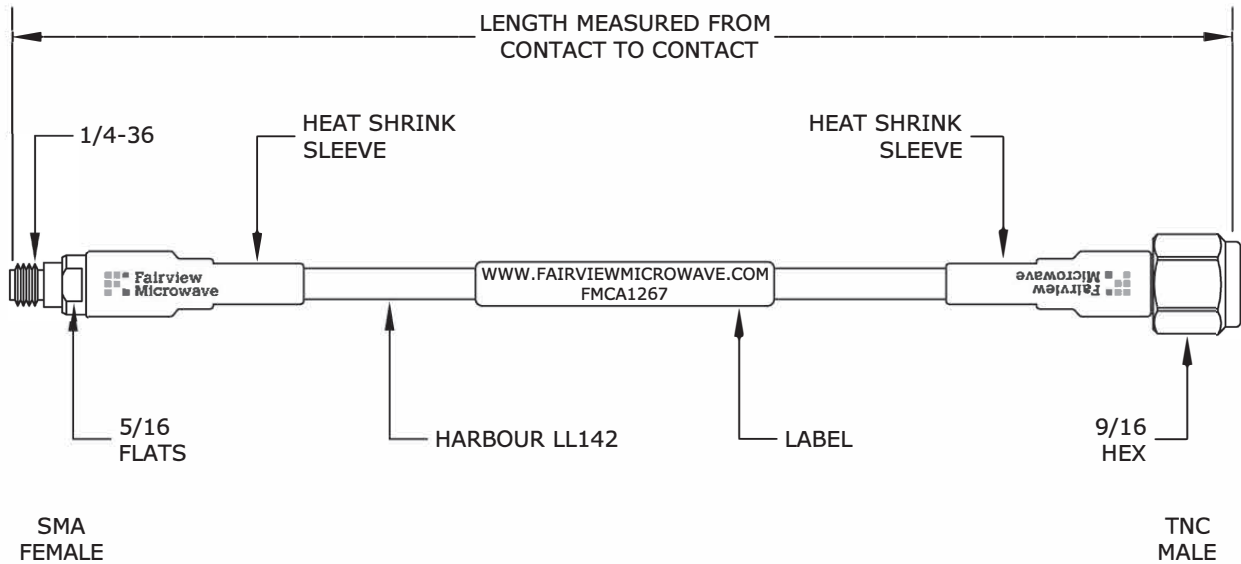 LENGTH MEASURED FROM
CONTACT TO CONTACT
1/4-36
HEAT SHRINK
SLEEVE
HEAT SHRINK
SLEEVE
Fairview
Microwave
WWW.FAIRVIEWMICROWAVE.COM
FMCA1267
Fairview
Microwave
5/16
FLATS
HARBOUR LL142
LABEL
9/16
HEX
SMA
FEMALE
TNC
MALE